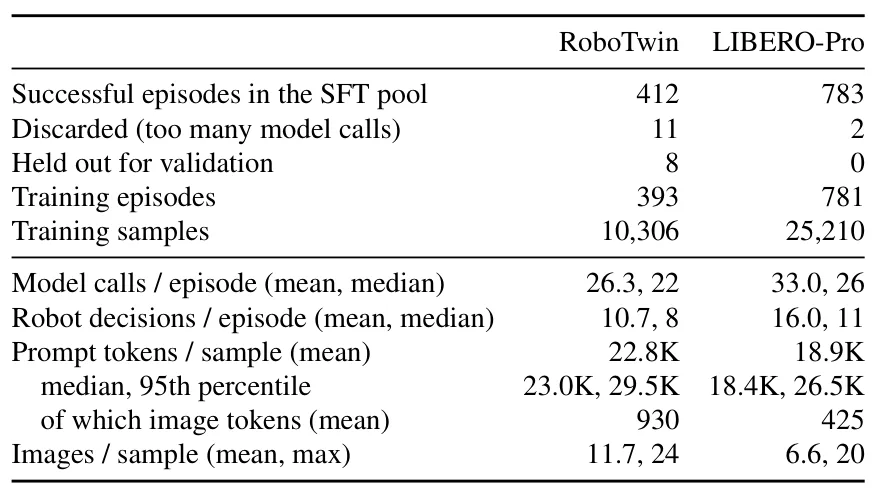 RoboTwin LIBERO-Pro
Successful episodes in the SFT pool 412 783
Discarded (too many model calls) 11 2
Held out for validation 8 0
Training episodes 393 781
Training samples 10,306 25,210
Model calls / episode (mean, median) 26.3, 22 33.0, 26
Robot decisions / episode (mean, median) 10.7, 8 16.0, 11
Prompt tokens / sample (mean) 22.8K 18.9K
median, 95th percentile 23.0K, 29.5K 18.4K, 26.5K
of which image tokens (mean) 930 425
Images / sample (mean, max) 11.7, 24 6.6, 20